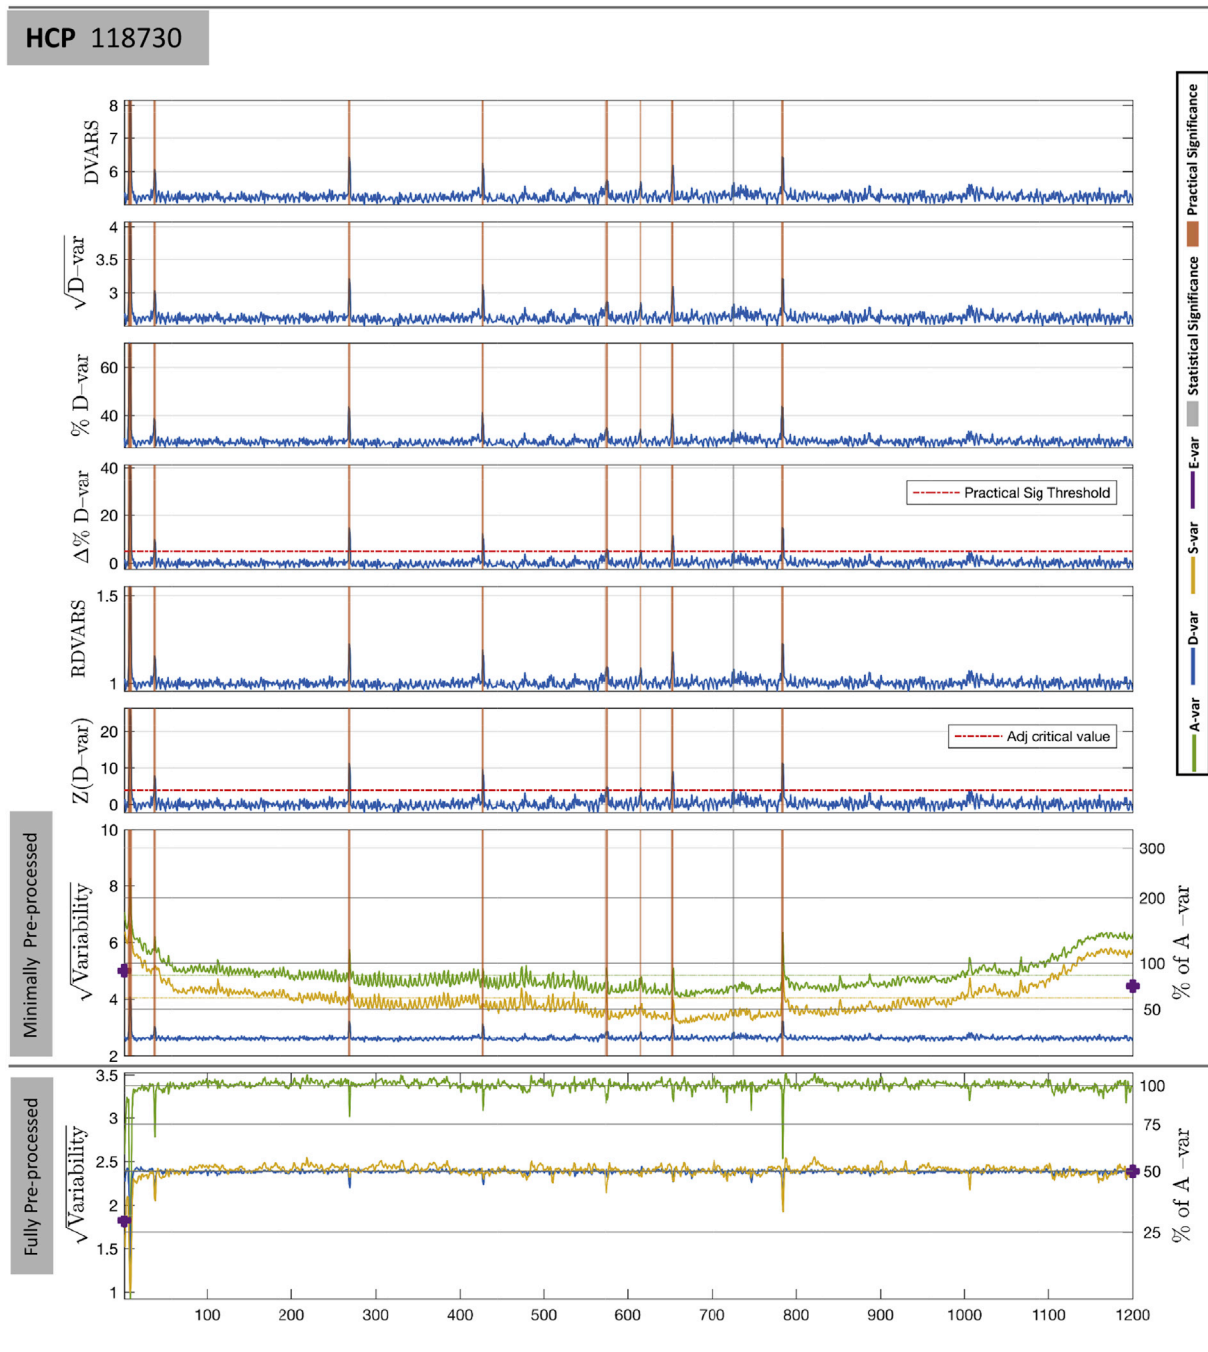 HCP 118730
DVARS
8
7
6
√D–var
4
3.5
3
% D–var
60
40
Δ% D–var
40
20
0
Practical Sig Threshold
RDVARS
1.5
1
Z(D–var)
20
10
0
Adj critical value
Minimally Pre-processed
√Variability
10
8
6
4
2
300
200
100
50
% of A –var
Fully Pre-processed
√Variability
3.5
3
2.5
2
1.5
1
100
75
50
25
% of A –var
100 200 300 400 500 600 700 800 900 1000 1100 1200
A-var D-var S-var E-var Statistical Significance Practical Significance